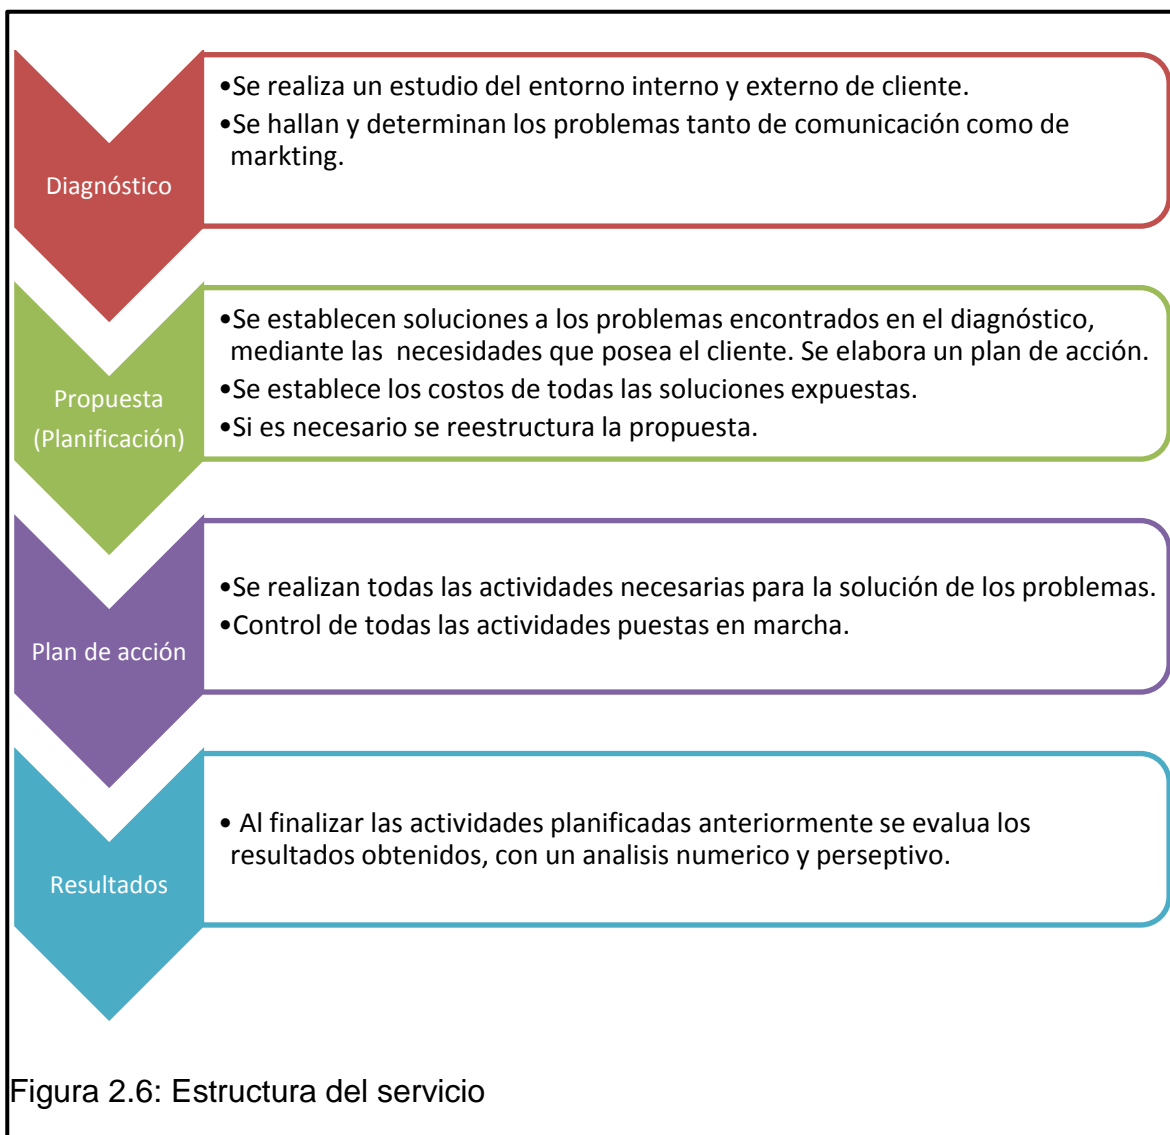 Diagnóstico
•Se realiza un estudio del entorno interno y externo de cliente.
•Se hallan y determinan los problemas tanto de comunicación como de
markting.
Propuesta
(Planificación)
•Se establecen soluciones a los problemas encontrados en el diagnóstico,
mediante las necesidades que posea el cliente. Se elabora un plan de acción.
•Se establece los costos de todas las soluciones expuestas.
•Si es necesario se reestructura la propuesta.
Plan de acción
•Se realizan todas las actividades necesarias para la solución de los problemas.
•Control de todas las actividades puestas en marcha.
Resultados
• Al finalizar las actividades planificadas anteriormente se evalua los
resultados obtenidos, con un analisis numerico y perseptivo.
Figura 2.6: Estructura del servicio